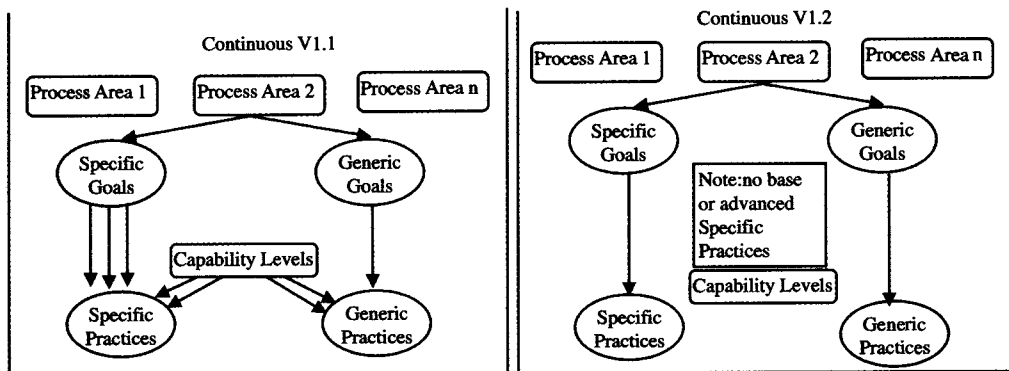 Continuous V1.1
Process Area 1
Process Area 2
Process Area n
Specific
Goals
Generic
Goals
Capability Levels
Specific
Practices
Generic
Practices
Continuous V1.2
Process Area 1
Process Area 2
Process Area n
Specific
Goals
Generic
Goals
Note:no base
or advanced
Specific
Practices
Capability Levels
Specific
Practices
Generic
Practices